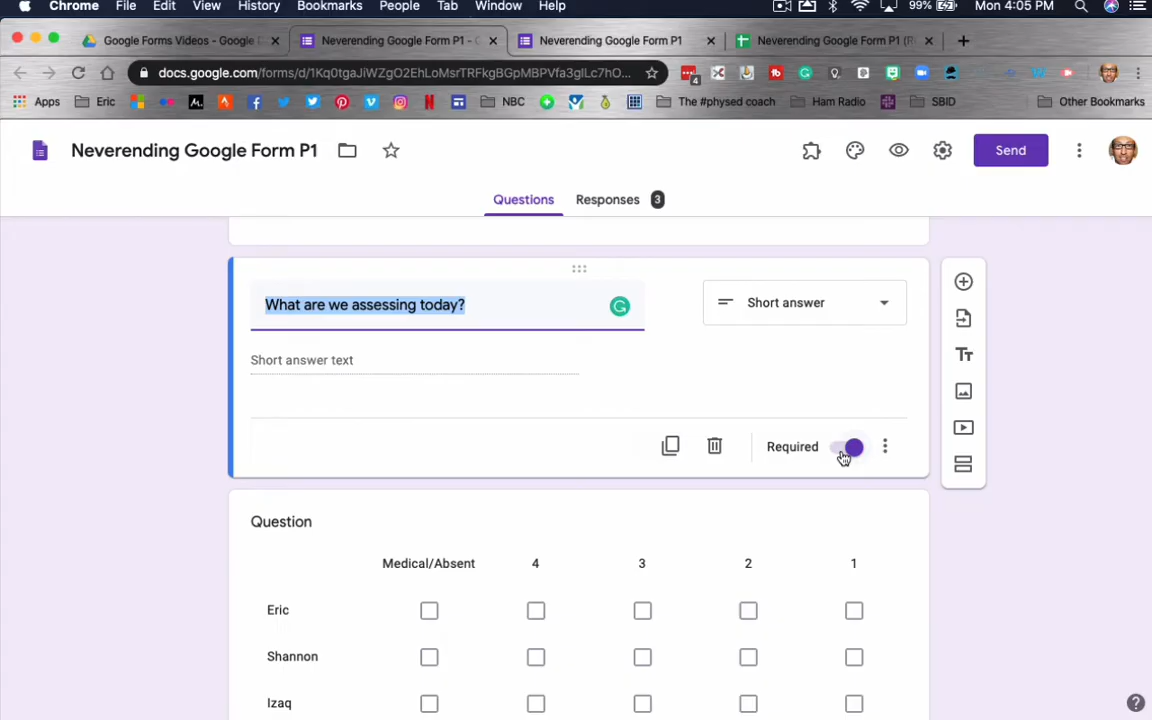 Chrome File Edit View History Bookmarks People Tab Window Help 99% Mon 4:05 PM
Google Forms Videos - Google Neverending Google Form P1 - Neverending Google Form P1 Neverending Google Form P1 (R
docs.google.com/forms/d/1Kq0tgaJiWZgO2EhLoMsrTRFkgBGpMBPVfa3gILc7hO...
Apps Eric NBC The #physed coach Ham Radio SBID Other Bookmarks
Neverending Google Form P1 Send
Questions Responses 3
What are we assessing today? Short answer
Short answer text
Required
Question
Medical/Absent 4 3 2 1
Eric
Shannon
Izaq